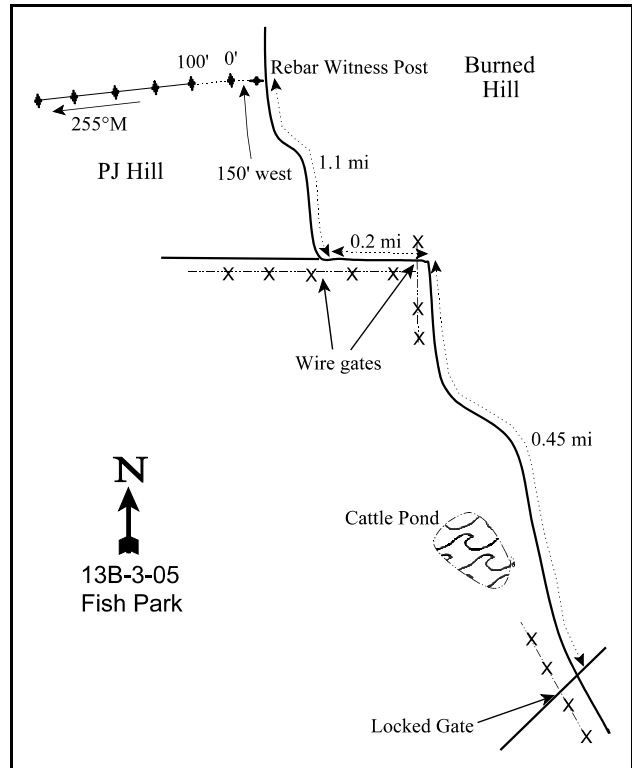 100' 0'
Rebar Witness Post
Burned
Hill
255°M
PJ Hill
150' west
1.1 mi
0.2 mi
X
X X X X X
X
X
Wire gates
0.45 mi
N
13B-3-05
Fish Park
Cattle Pond
X
X
X
X
Locked Gate